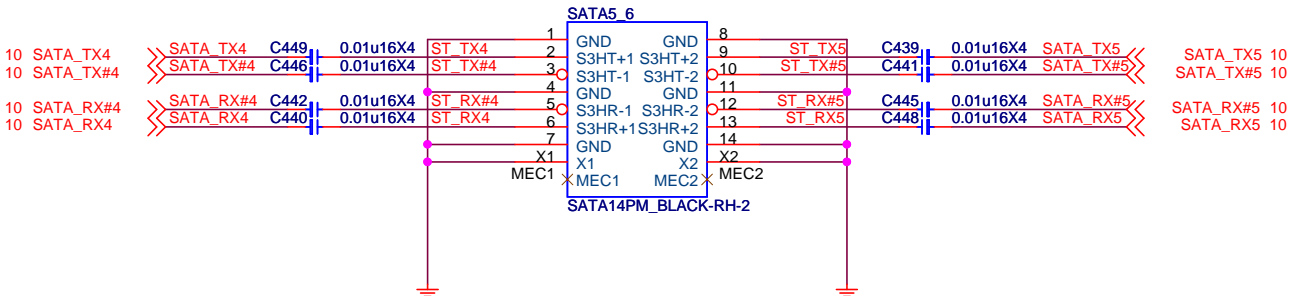 SATA5_6
1 GND GND 8
10 SATA_TX4 SATA_TX4 C449 0.01u16X4 ST_TX4 2 S3HT+1 S3HT+2 9 ST_TX5 C439 0.01u16X4 SATA_TX5 SATA_TX5 10
10 SATA_TX#4 SATA_TX#4 C446 0.01u16X4 ST_TX#4 3 S3HT-1 S3HT-2 10 ST_TX#5 C441 0.01u16X4 SATA_TX#5 SATA_TX#5 10
4 GND GND 11
10 SATA_RX#4 SATA_RX#4 C442 0.01u16X4 ST_RX#4 5 S3HR-1 S3HR-2 12 ST_RX#5 C445 0.01u16X4 SATA_RX#5 SATA_RX#5 10
10 SATA_RX4 SATA_RX4 C440 0.01u16X4 ST_RX4 6 S3HR+1 S3HR+2 13 ST_RX5 C448 0.01u16X4 SATA_RX5 SATA_RX5 10
7 GND GND 14
X1 X1 X2 X2
MEC1 MEC1 MEC2 MEC2
SATA14PM_BLACK-RH-2